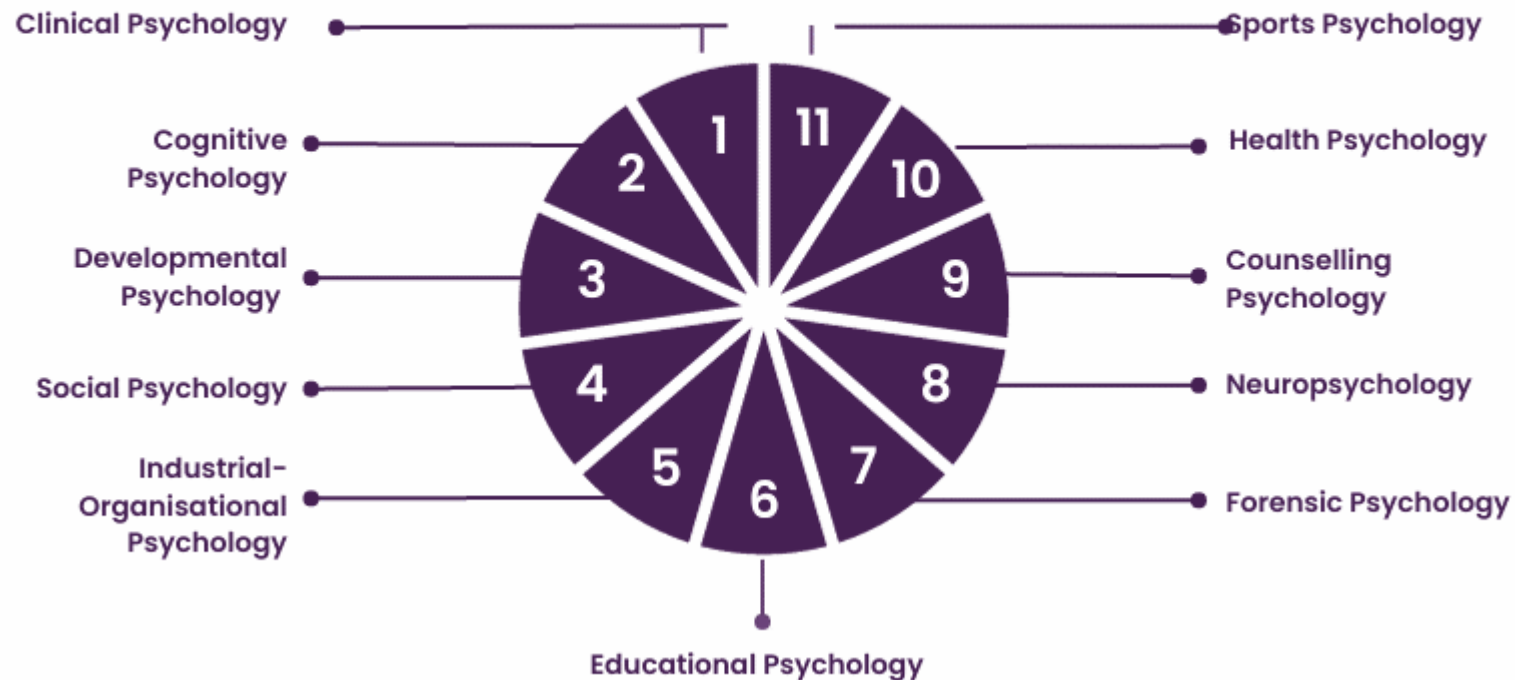 Clinical Psychology
Sports Psychology
1
11
Cognitive
Psychology
2
10
Health Psychology
Developmental
Psychology
3
9
Counselling
Psychology
Social Psychology
4
8
Neuropsychology
Industrial-
Organisational
Psychology
5
7
Forensic Psychology
6
Educational Psychology